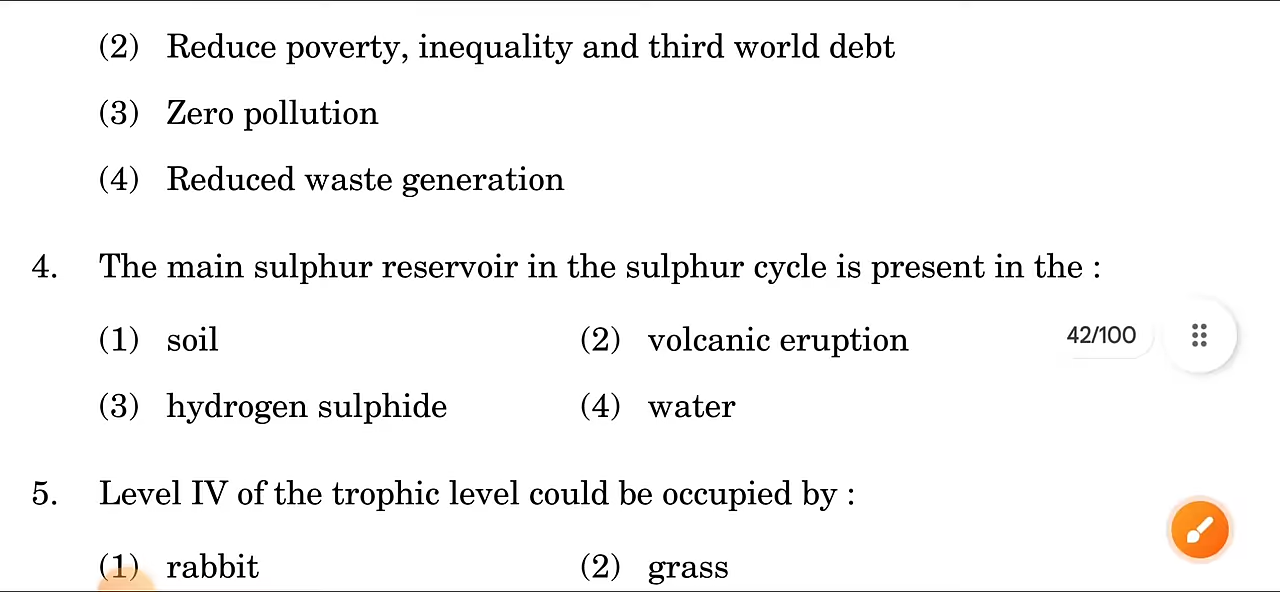 (2) Reduce poverty, inequality and third world debt
(3) Zero pollution
(4) Reduced waste generation
4. The main sulphur reservoir in the sulphur cycle is present in the :
(1) soil (2) volcanic eruption
42/100
(3) hydrogen sulphide (4) water
5. Level IV of the trophic level could be occupied by :
(1) rabbit (2) grass